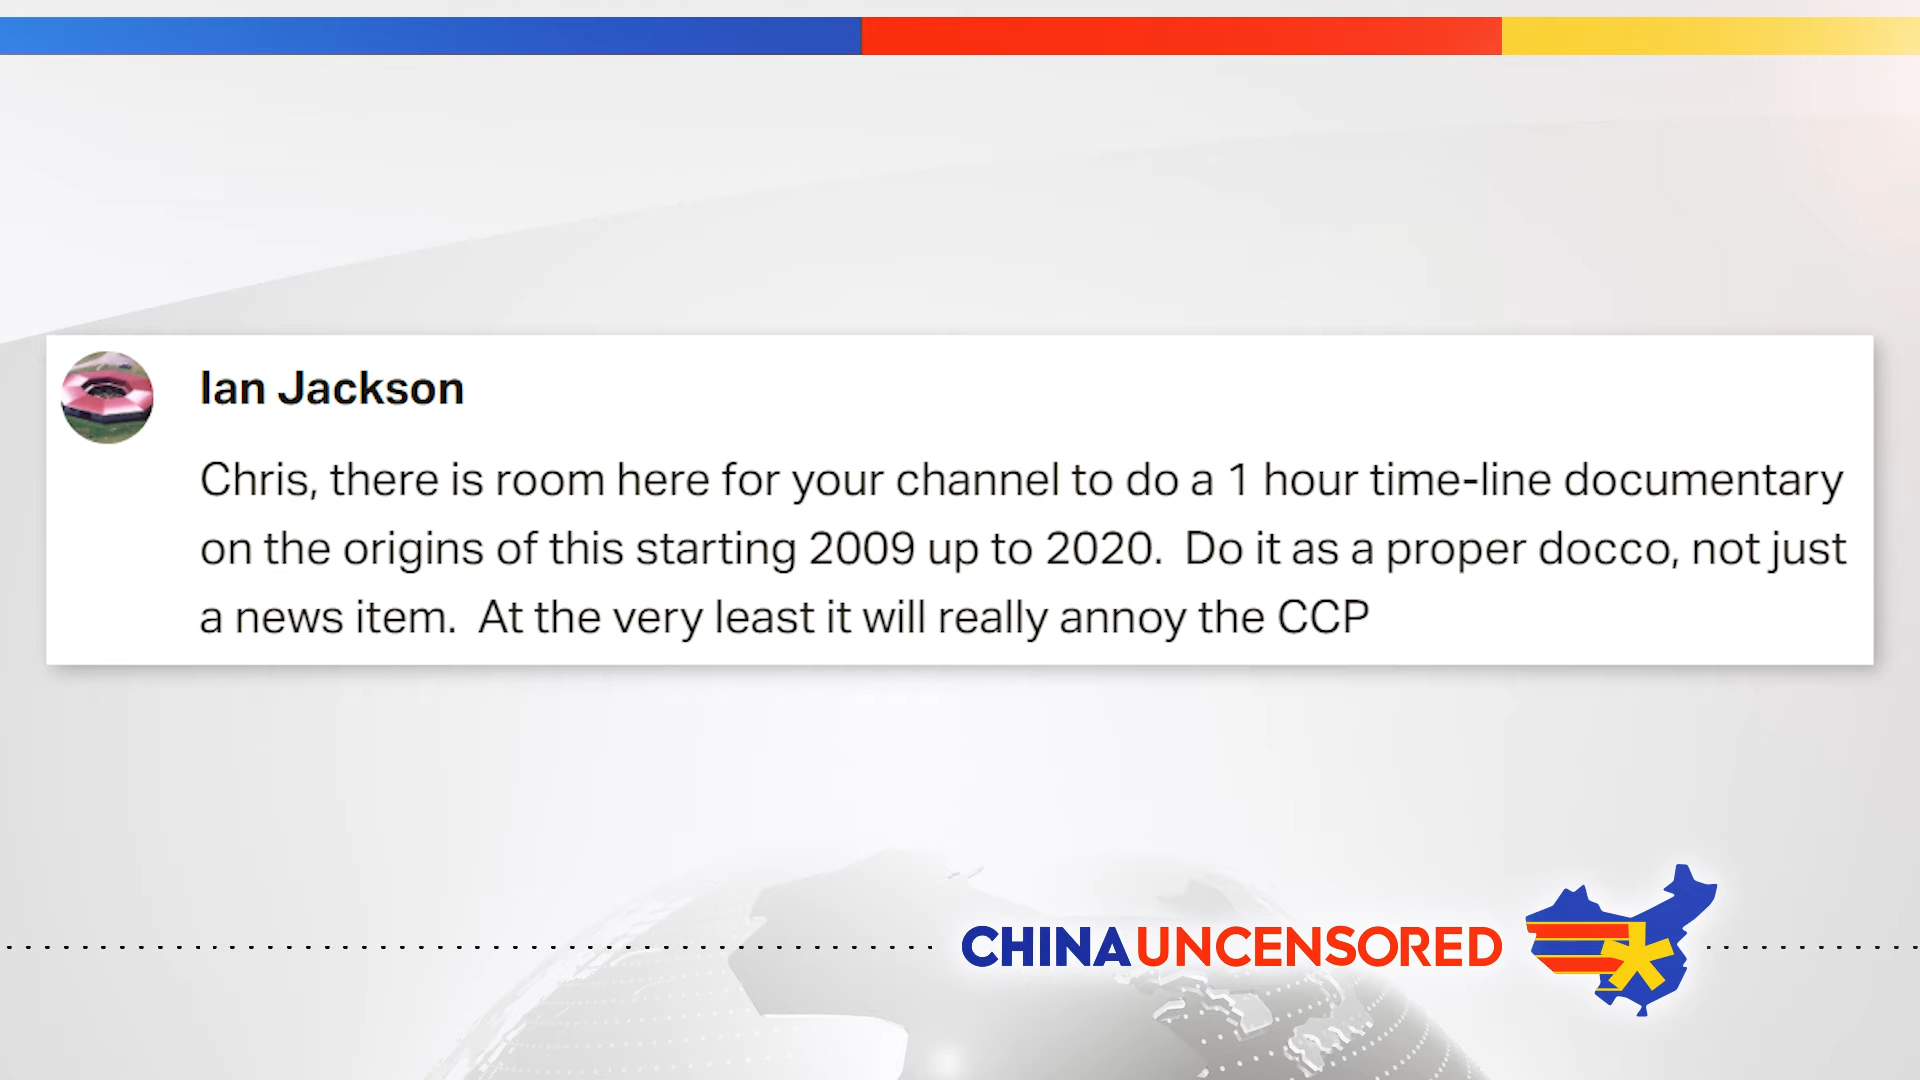 Ian Jackson
Chris, there is room here for your channel to do a 1 hour time-line documentary
on the origins of this starting 2009 up to 2020.  Do it as a proper docco, not just
a news item.  At the very least it will really annoy the CCP
CHINA UNCENSORED